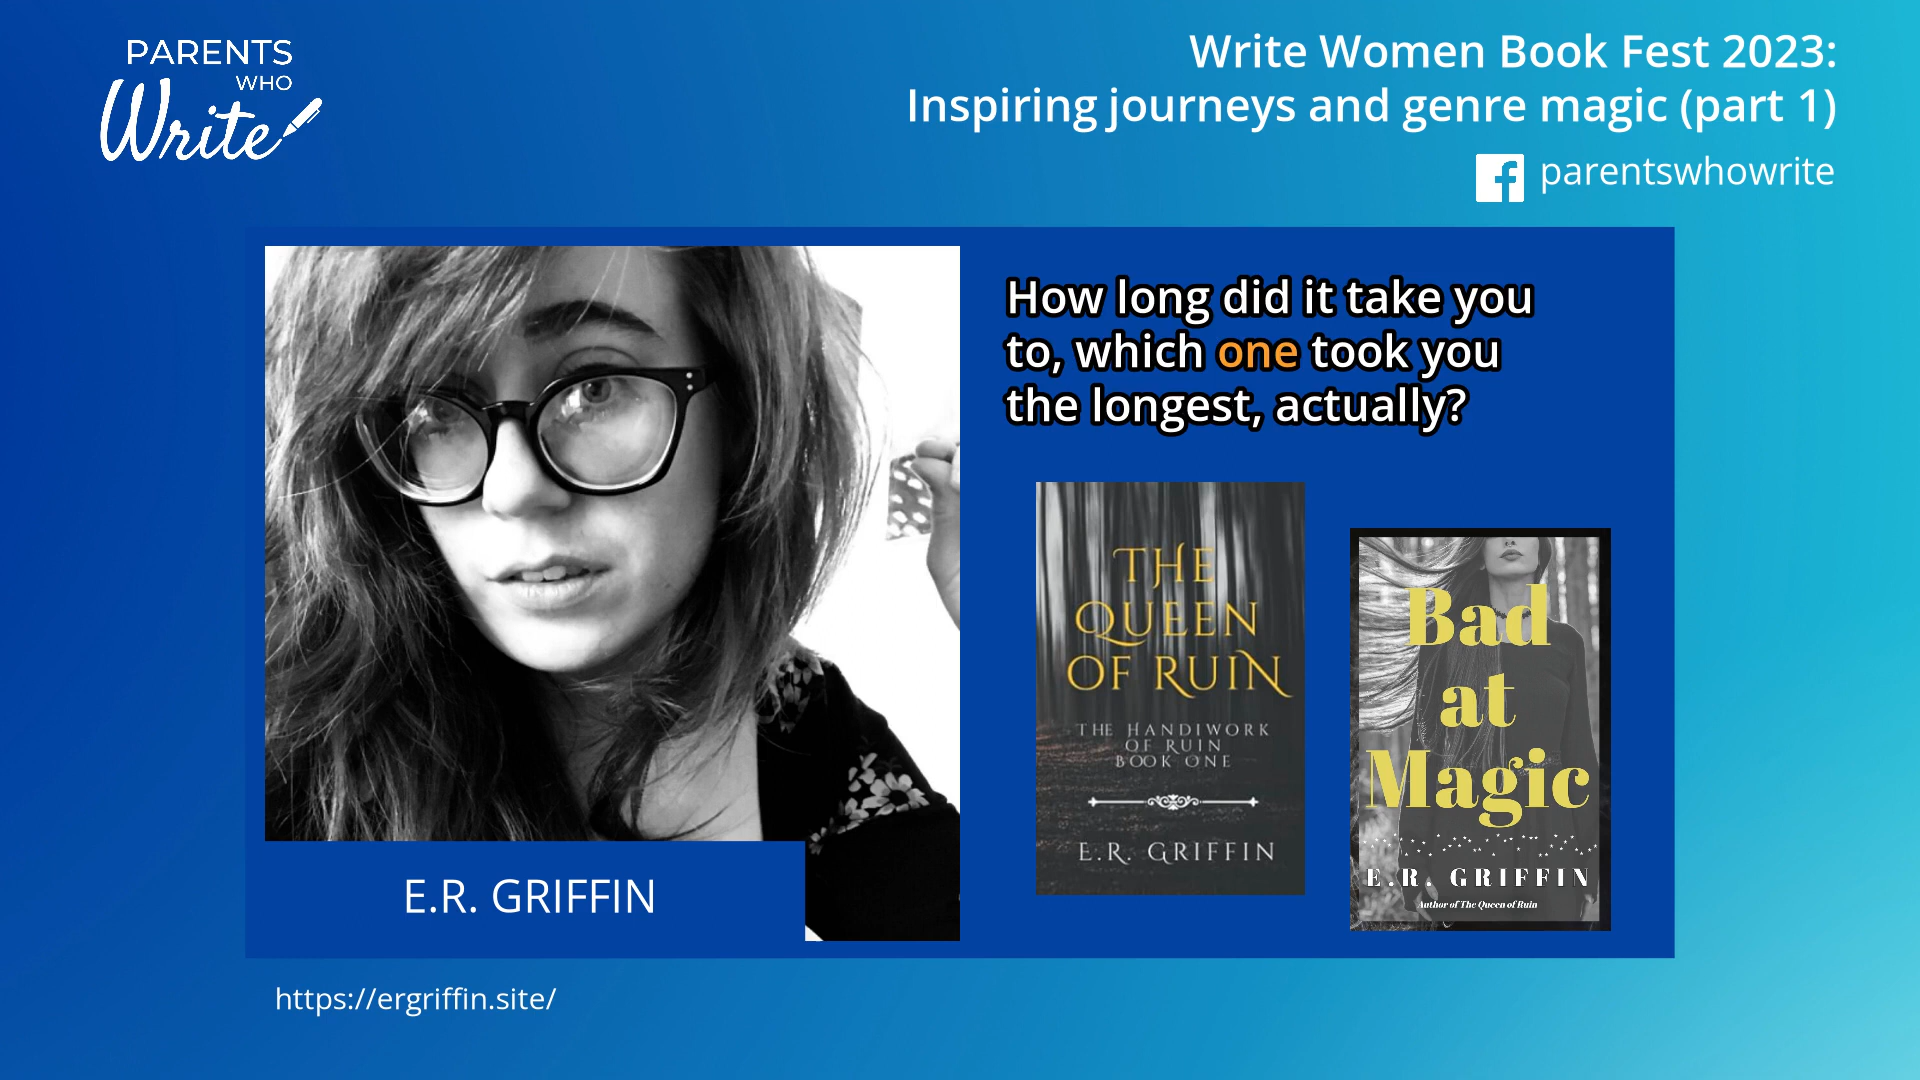 PARENTS
WHO
Write
Write Women Book Fest 2023:
Inspiring journeys and genre magic (part 1)
parentswhowrite
How long did it take you
to, which one took you
the longest, actually?
THE
QUEEN
OF RUIN
THE HANDIWORK
OF RUIN
BOOK ONE
E.R. GRIFFIN
Bad
at
Magic
E.R. GRIFFIN
Author of The Queen of Ruin
E.R. GRIFFIN
https://ergriffin.site/